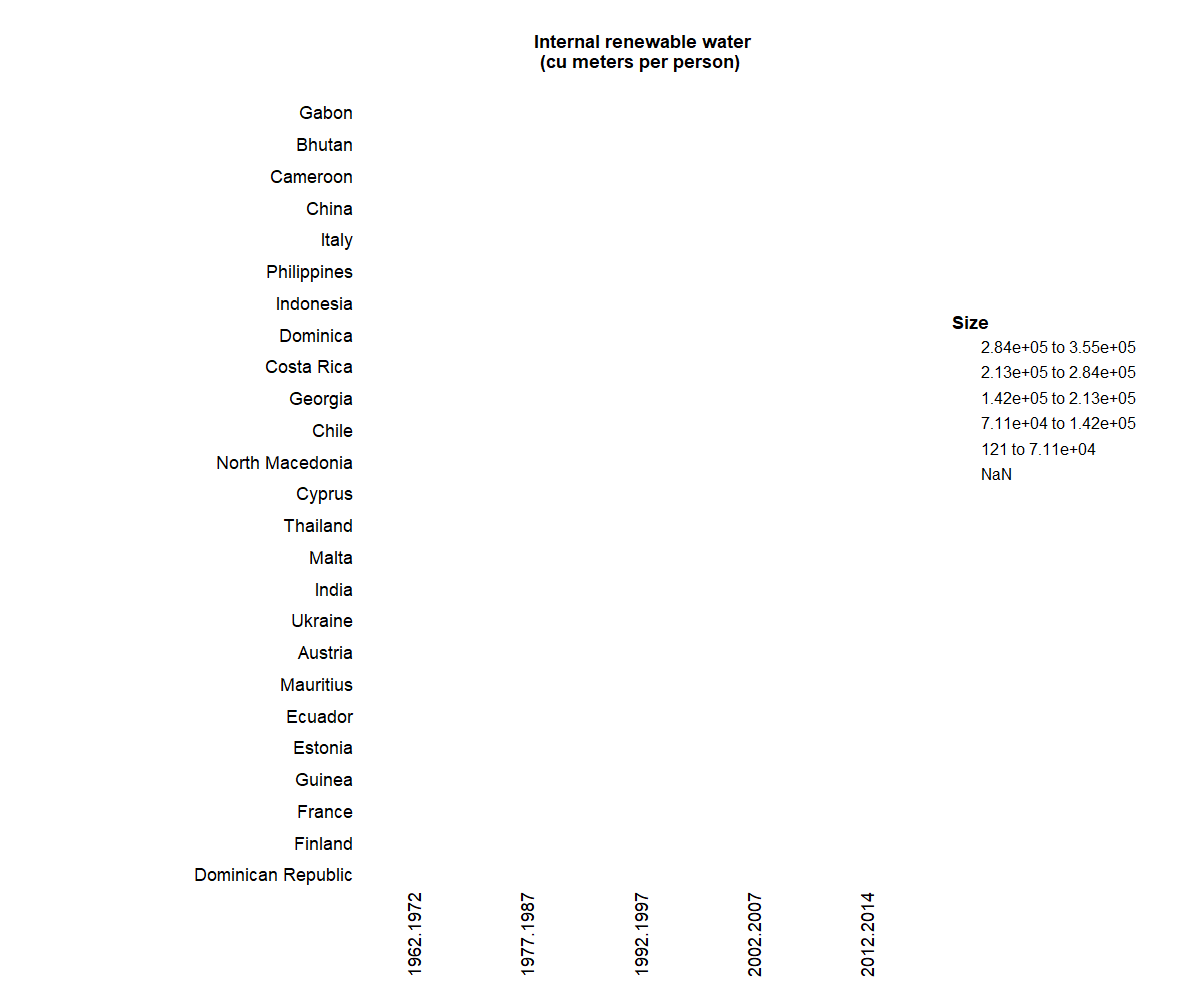 Internal renewable water
(cu meters per person)
Gabon
Bhutan
Cameroon
China
Italy
Philippines
Indonesia
Dominica
Costa Rica
Georgia
Chile
North Macedonia
Cyprus
Thailand
Malta
India
Ukraine
Austria
Mauritius
Ecuador
Estonia
Guinea
France
Finland
Dominican Republic
1962.1972
1977.1987
1992.1997
2002.2007
2012.2014
Size
2.84e+05 to 3.55e+05
2.13e+05 to 2.84e+05
1.42e+05 to 2.13e+05
7.11e+04 to 1.42e+05
121 to 7.11e+04
NaN